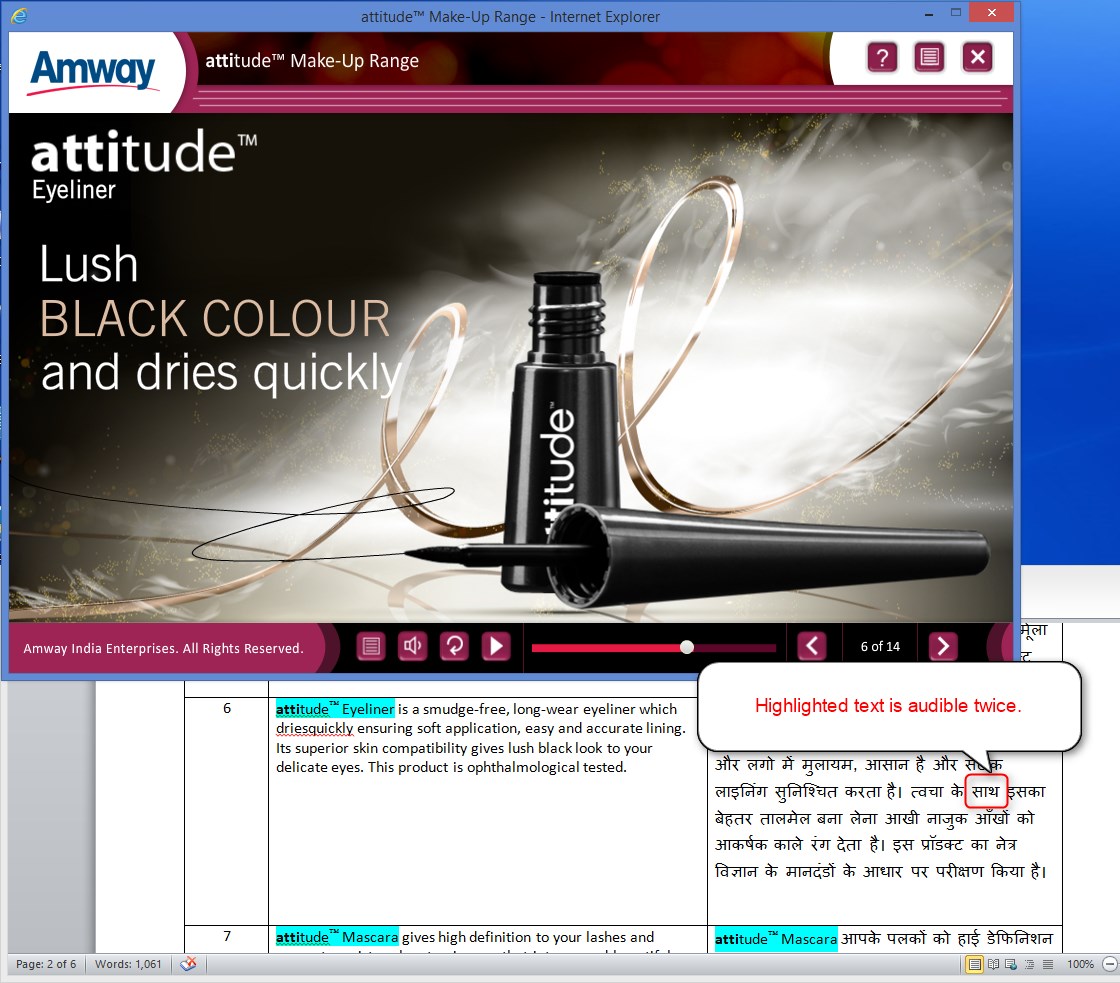 attitude™ Make-Up Range - Internet Explorer
Amway
attitude™ Make-Up Range
attitude™
Eyeliner
Lush
BLACK COLOUR
and dries quickly
attitude™
Amway India Enterprises. All Rights Reserved.
6 of 14
Highlighted text is audible twice.
6
attitude™ Eyeliner is a smudge-free, long-wear eyeliner which
driesquickly ensuring soft application, easy and accurate lining.
Its superior skin compatibility gives lush black look to your
delicate eyes. This product is ophthalmological tested.
और लगो में मुलायम, आसान है और
लाइनिंग सुनिश्चित करता है। त्वचा के साथ इसका
बेहतर तालमेल बना लेना आखी नाजुक आँखों को
आकर्षक काले रंग देता है। इस प्रॉडक्ट का नेत्र
विज्ञान के मानदंडों के आधार पर परीक्षण किया है।
7
attitude™ Mascara gives high definition to your lashes and
attitude™ Mascara आपके पलकों को हाई डेफिनिशन
Page: 2 of 6
Words: 1,061
100%